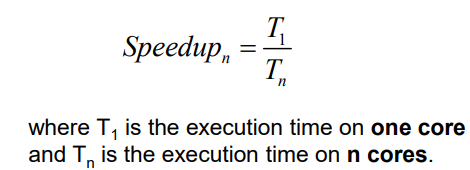 Speedupₙ = T₁ / Tₙ
where T₁ is the execution time on one core
and Tₙ is the execution time on n cores.